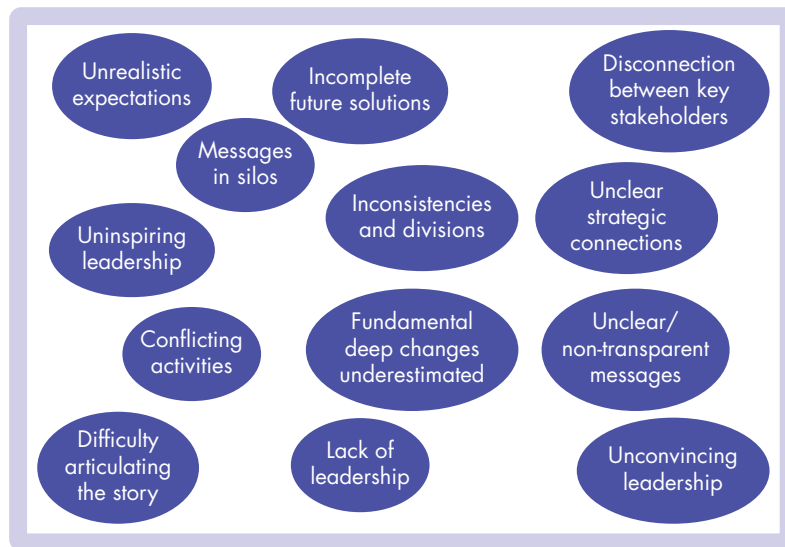 Unrealistic
expectations
Incomplete
future solutions
Disconnection
between key
stakeholders
Messages
in silos
Inconsistencies
and divisions
Unclear
strategic
connections
Uninspiring
leadership
Conflicting
activities
Fundamental
deep changes
underestimated
Unclear/
non-transparent
messages
Difficulty
articulating
the story
Lack of
leadership
Unconvincing
leadership